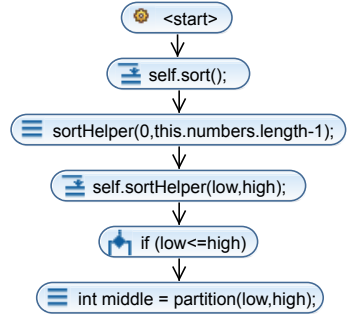 <start>
self.sort();
sortHelper(0,this.numbers.length-1);
self.sortHelper(low,high);
if (low<=high)
int middle = partition(low,high);